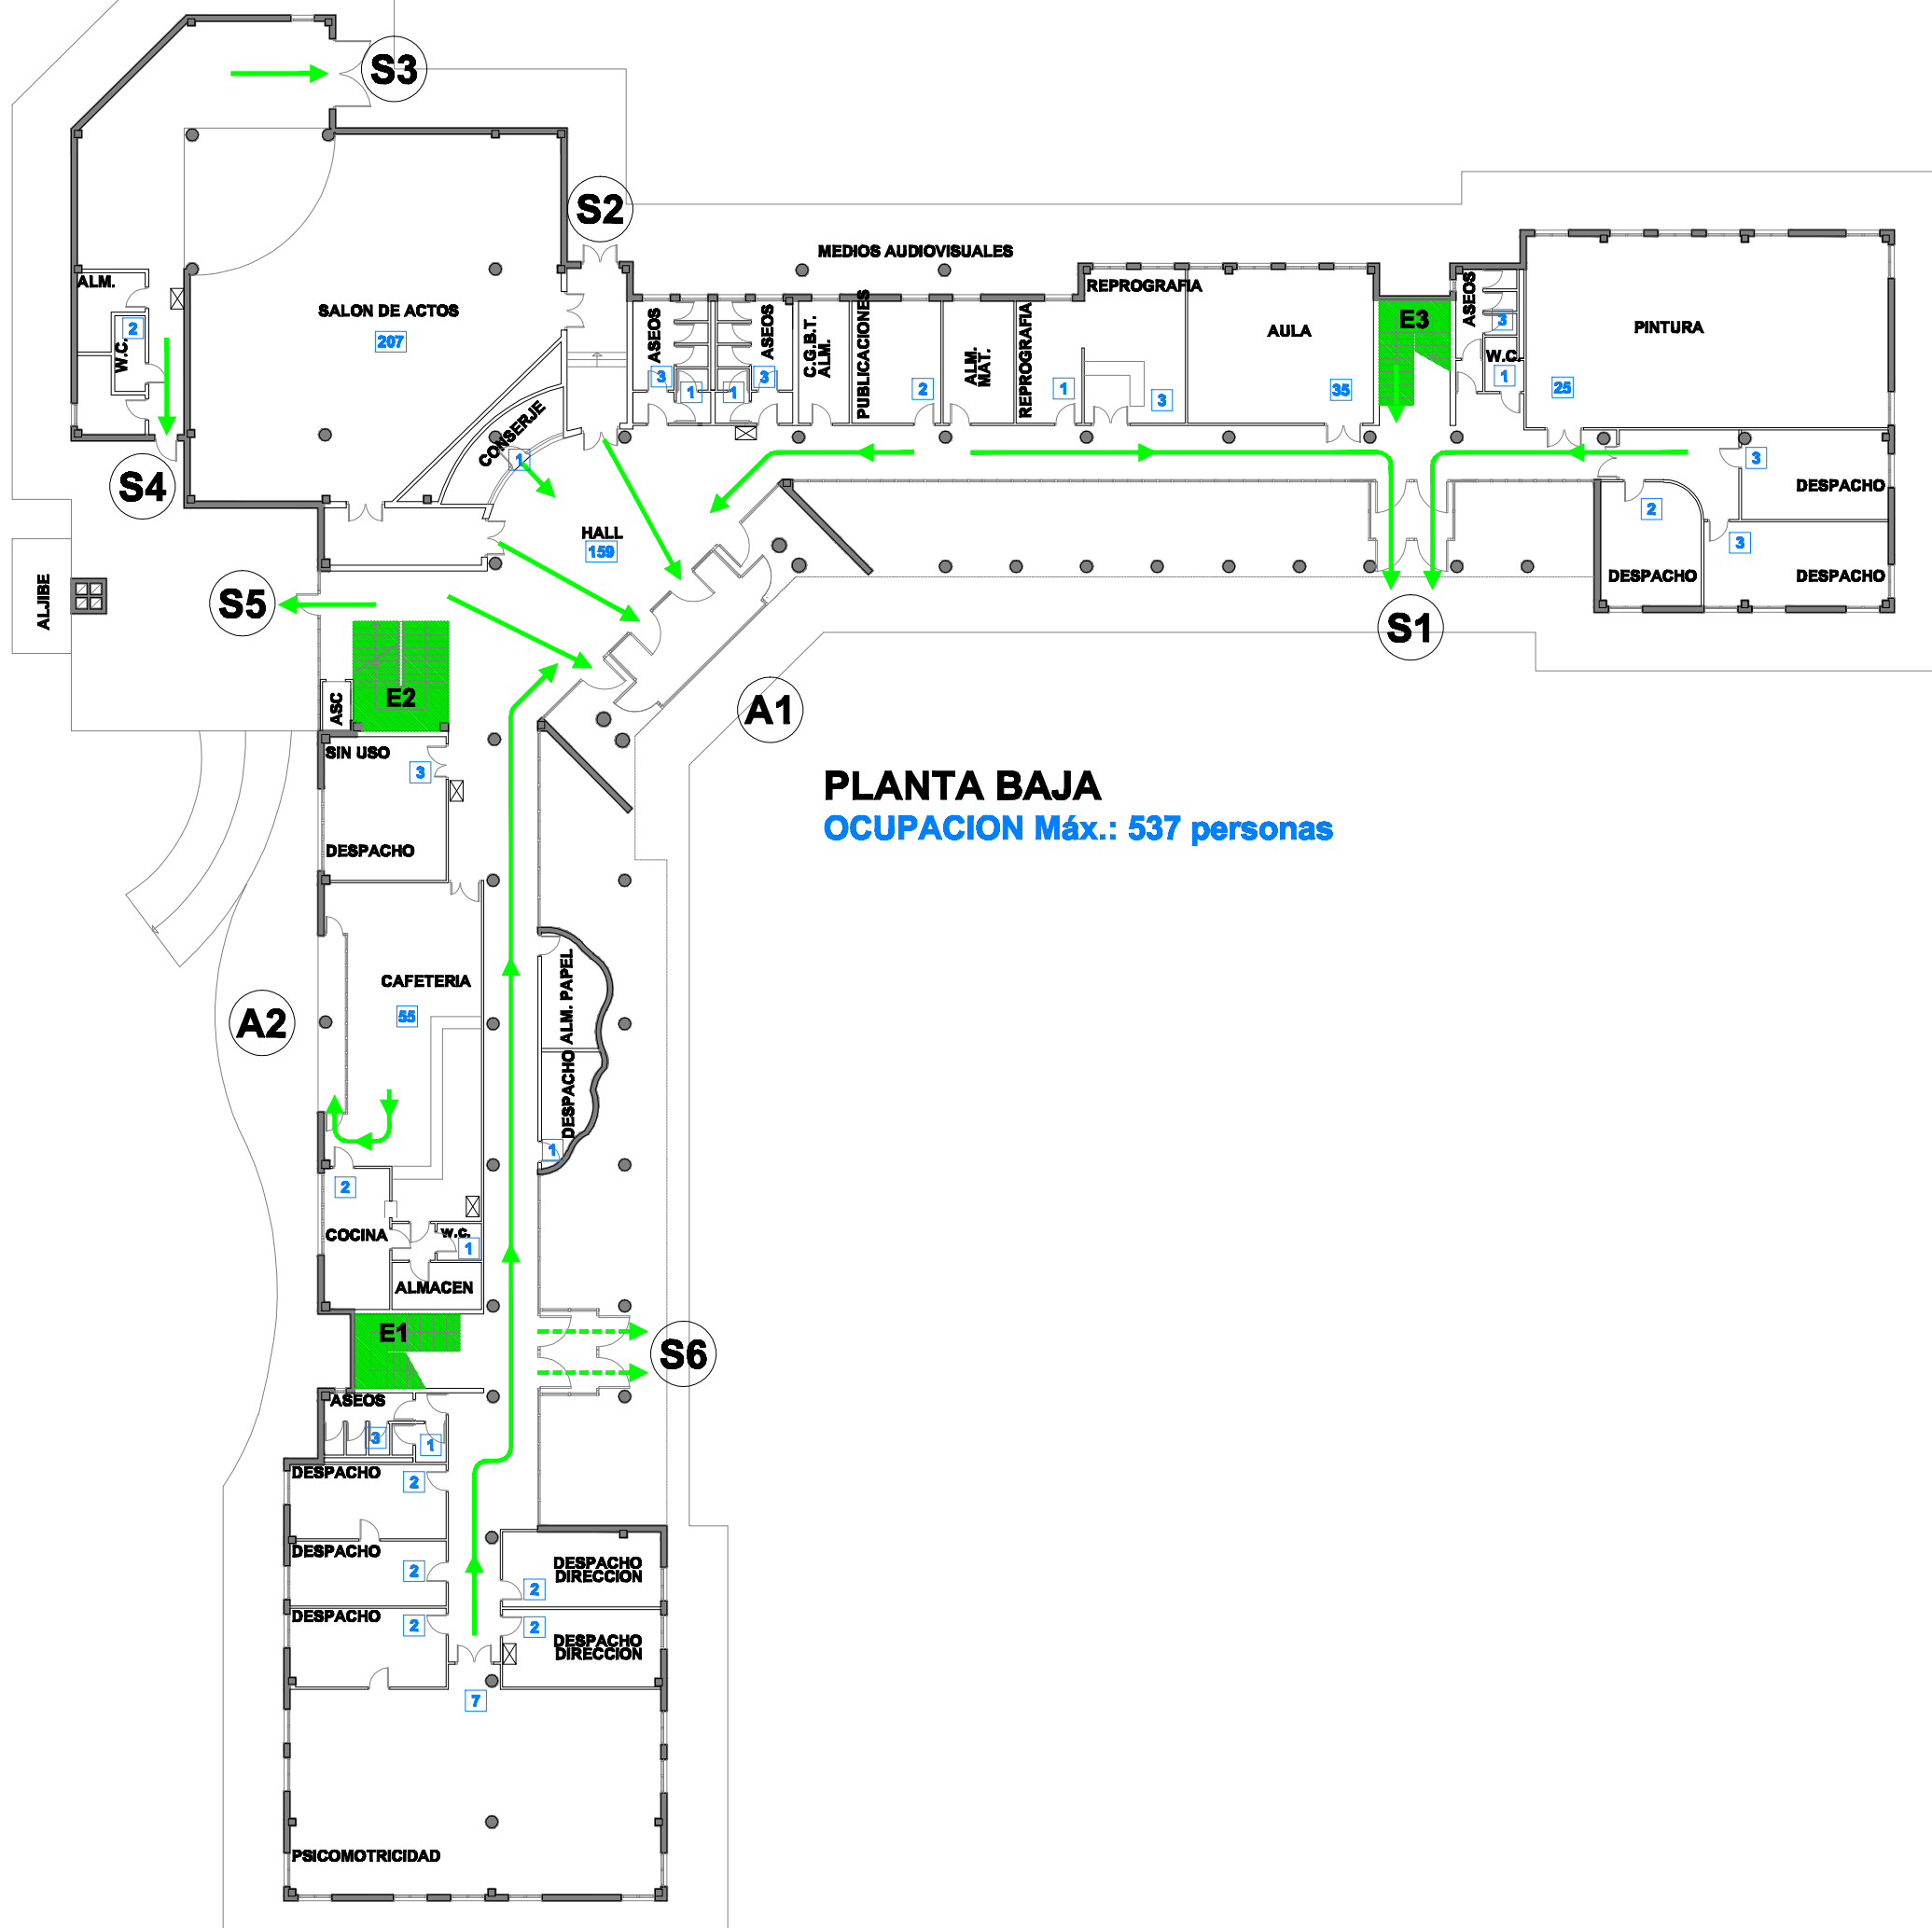 S3
S2
MEDIOS AUDIOVISUALES
ALM.
2
W.C.
SALON DE ACTOS
207
CONSERJE
1
ASEOS
3
1
ASEOS
3
1
C.G.B.T.
ALM.
PUBLICACIONES
2
ALM.
MAT.
REPROGRAFIA
1
REPROGRAFIA
3
AULA
35
E3
ASEOS
3
W.C.
1
PINTURA
25
S4
HALL
159
3
DESPACHO
2
DESPACHO
3
DESPACHO
ALJIBE
S5
S1
E2
ASC
A1
SIN USO
3
DESPACHO
PLANTA BAJA
OCUPACION Máx.: 537 personas
CAFETERIA
55
A2
ALM. PAPEL
DESPACHO
1
2
COCINA
W.C.
1
ALMACEN
E1
S6
ASEOS
3
1
DESPACHO
2
DESPACHO
2
DESPACHO
DIRECCION
2
DESPACHO
2
DESPACHO
DIRECCION
2
7
PSICOMOTRICIDAD